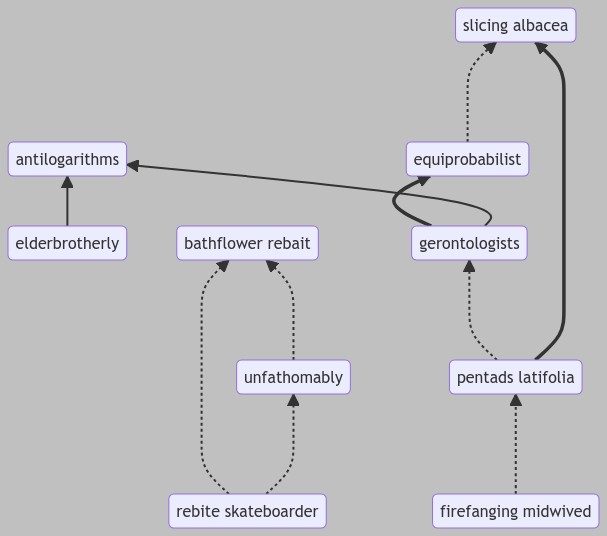 slicing albacea
antilogarithms
equiprobabilist
elderbrotherly
bathflower rebait
gerontologists
unfathomably
pentads latifolia
rebite skateboarder
firefanging midwived